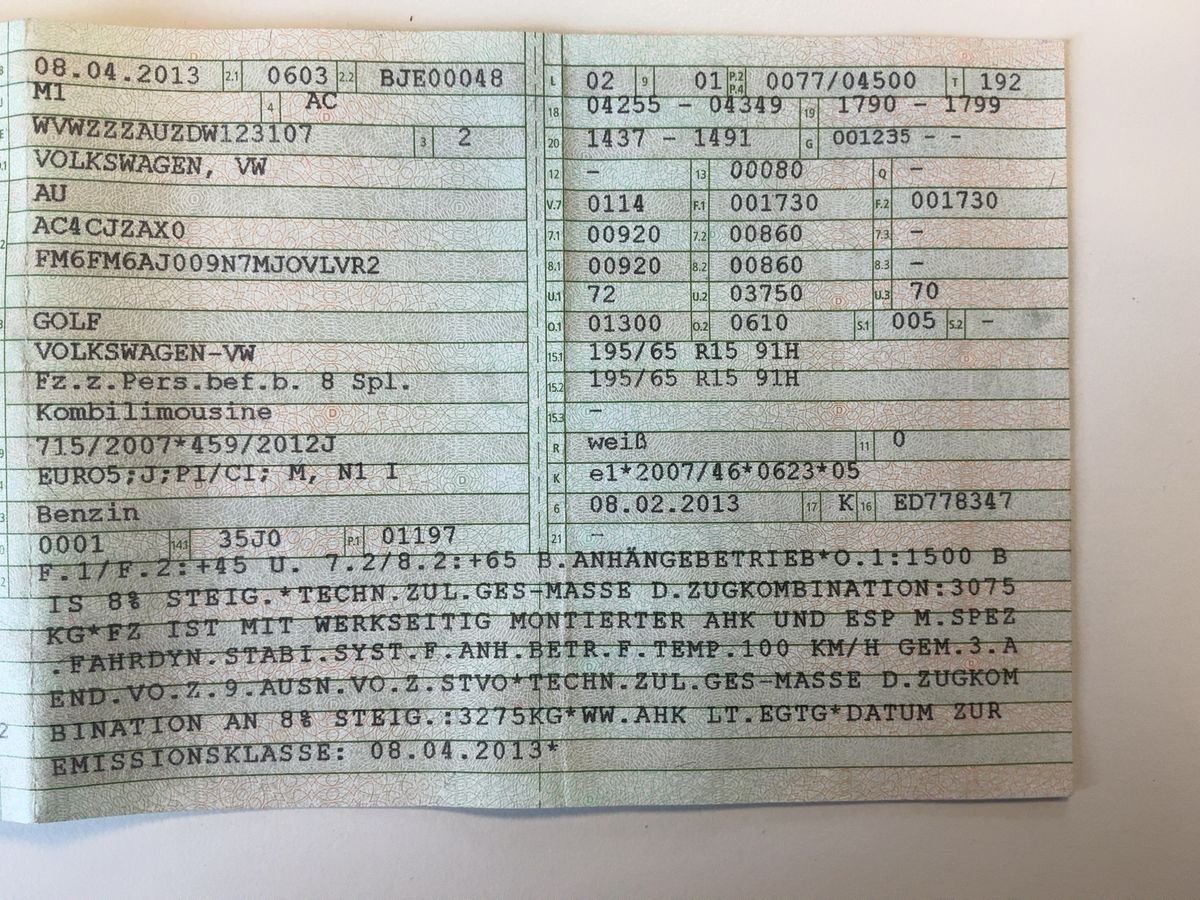 08.04.2013 2.1 0603 2.2 BJE00048
M1 4 AC
WVWZZZAUZDW123107 3 2
VOLKSWAGEN, VW
AU
AC4CJZAX0
FM6FM6AJ009N7MJOVLVR2
GOLF
VOLKSWAGEN-VW
Fz.z.Pers.bef.b. 8 Spl.
Kombilimousine
715/2007*459/2012J
EURO5;J;PI/CI; M, N1 I
Benzin
0001 14.1 35J0 P.1 01197
L 02 9 01 P.2 P.4 0077/04500 T 192
18 04255 - 04349 19 1790 - 1799
20 1437 - 1491 G 001235 - -
12 - 13 00080 Q -
V.7 0114 F.1 001730 F.2 001730
7.1 00920 7.2 00860 7.3 -
8.1 00920 8.2 00860 8.3 -
U.1 72 U.2 03750 U.3 70
O.1 01300 O.2 0610 S.1 005 S.2 -
15.1 195/65 R15 91H
15.2 195/65 R15 91H
15.3 -
R weiß 11 0
K e1*2007/46*0623*05
6 08.02.2013 17 K 16 ED778347
21 -
F.1/F.2:+45 U. 7.2/8.2:+65 B.ANHÄNGEBETRIEB*O.1:1500 B
IS 8% STEIG.*TECHN.ZUL.GES-MASSE D.ZUGKOMBINATION:3075
KG*FZ IST MIT WERKSEITIG MONTIERTER AHK UND ESP M.SPEZ
.FAHRDYN.STABI.SYST.F.ANH.BETR.F.TEMP.100 KM/H GEM.3.A
END.VO.Z.9.AUSN.VO.Z.STVO*TECHN.ZUL.GES-MASSE D.ZUGKOM
BINATION AN 8% STEIG.:3275KG*WW.AHK LT.EGTG*DATUM ZUR
EMISSIONSKLASSE: 08.04.2013*